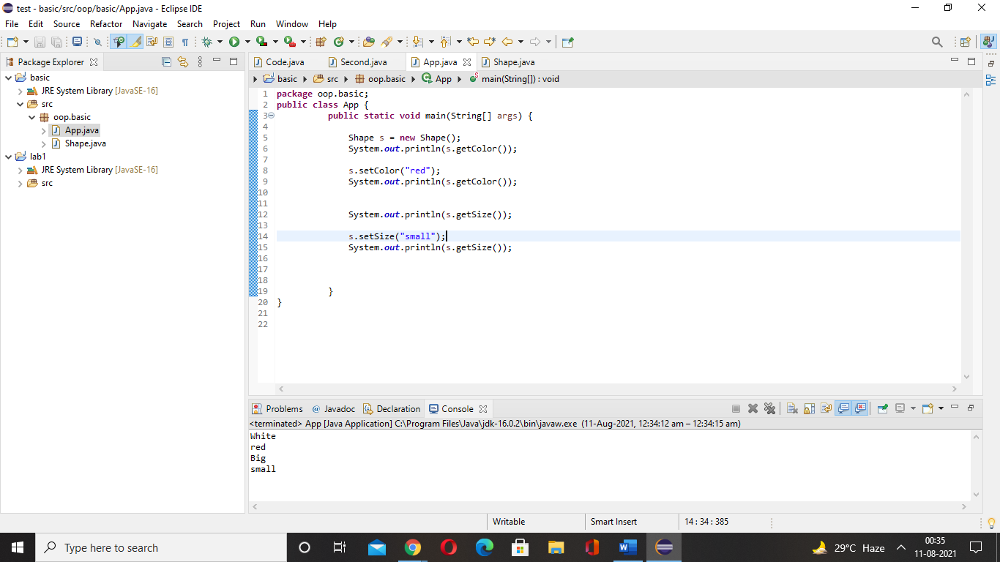 test - basic/src/oop/basic/App.java - Eclipse IDE
File Edit Source Refactor Navigate Search Project Run Window Help
Package Explorer
basic
JRE System Library [JavaSE-16]
src
oop.basic
App.java
Shape.java
lab1
JRE System Library [JavaSE-16]
src
Code.java Second.java App.java Shape.java
basic src oop.basic App main(String[]) : void
1 package oop.basic;
2 public class App {
3 public static void main(String[] args) {
4
5 Shape s = new Shape();
6 System.out.println(s.getColor());
7
8 s.setColor("red");
9 System.out.println(s.getColor());
10
11
12 System.out.println(s.getSize());
13
14 s.setSize("small");
15 System.out.println(s.getSize());
16
17
18
19 }
20 }
21
22
Problems @ Javadoc Declaration Console
<terminated> App [Java Application] C:\Program Files\Java\jdk-16.0.2\bin\javaw.exe (11-Aug-2021, 12:34:12 am – 12:34:15 am)
White
red
Big
small
Writable Smart Insert 14 : 34 : 385
Type here to search
29°C Haze
00:35
11-08-2021